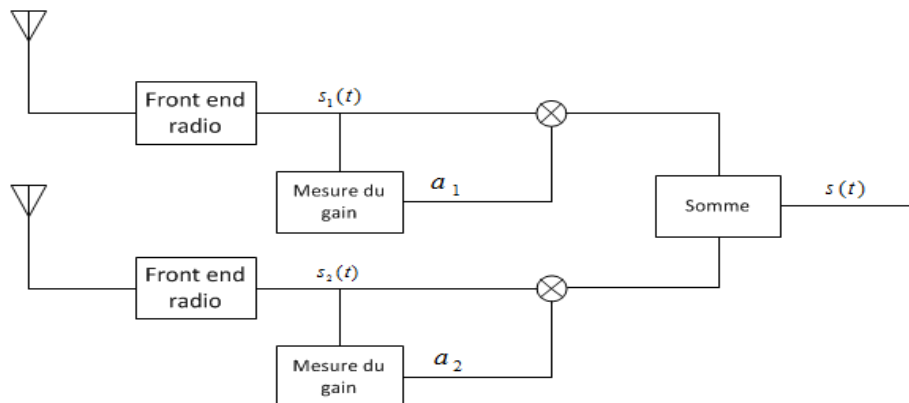 Front end
radio
s₁(t)
Mesure du
gain
a₁
Somme
s(t)
Front end
radio
s₂(t)
Mesure du
gain
a₂